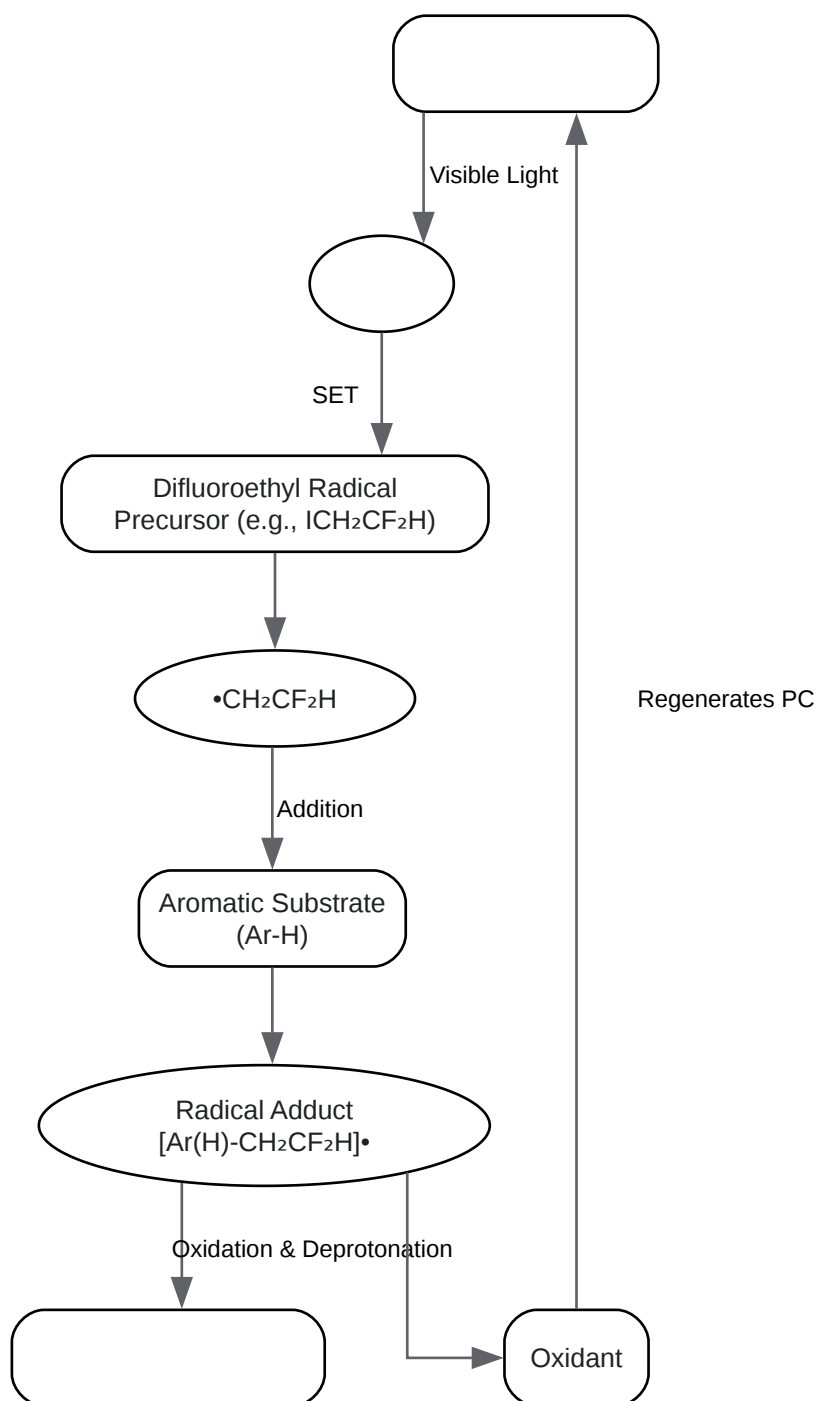 Visible Light
SET
Difluoroethyl Radical
Precursor (e.g., ICH₂CF₂H)
•CH₂CF₂H
Regenerates PC
Addition
Aromatic Substrate
(Ar-H)
Radical Adduct
[Ar(H)-CH₂CF₂H]•
Oxidation & Deprotonation
Oxidant